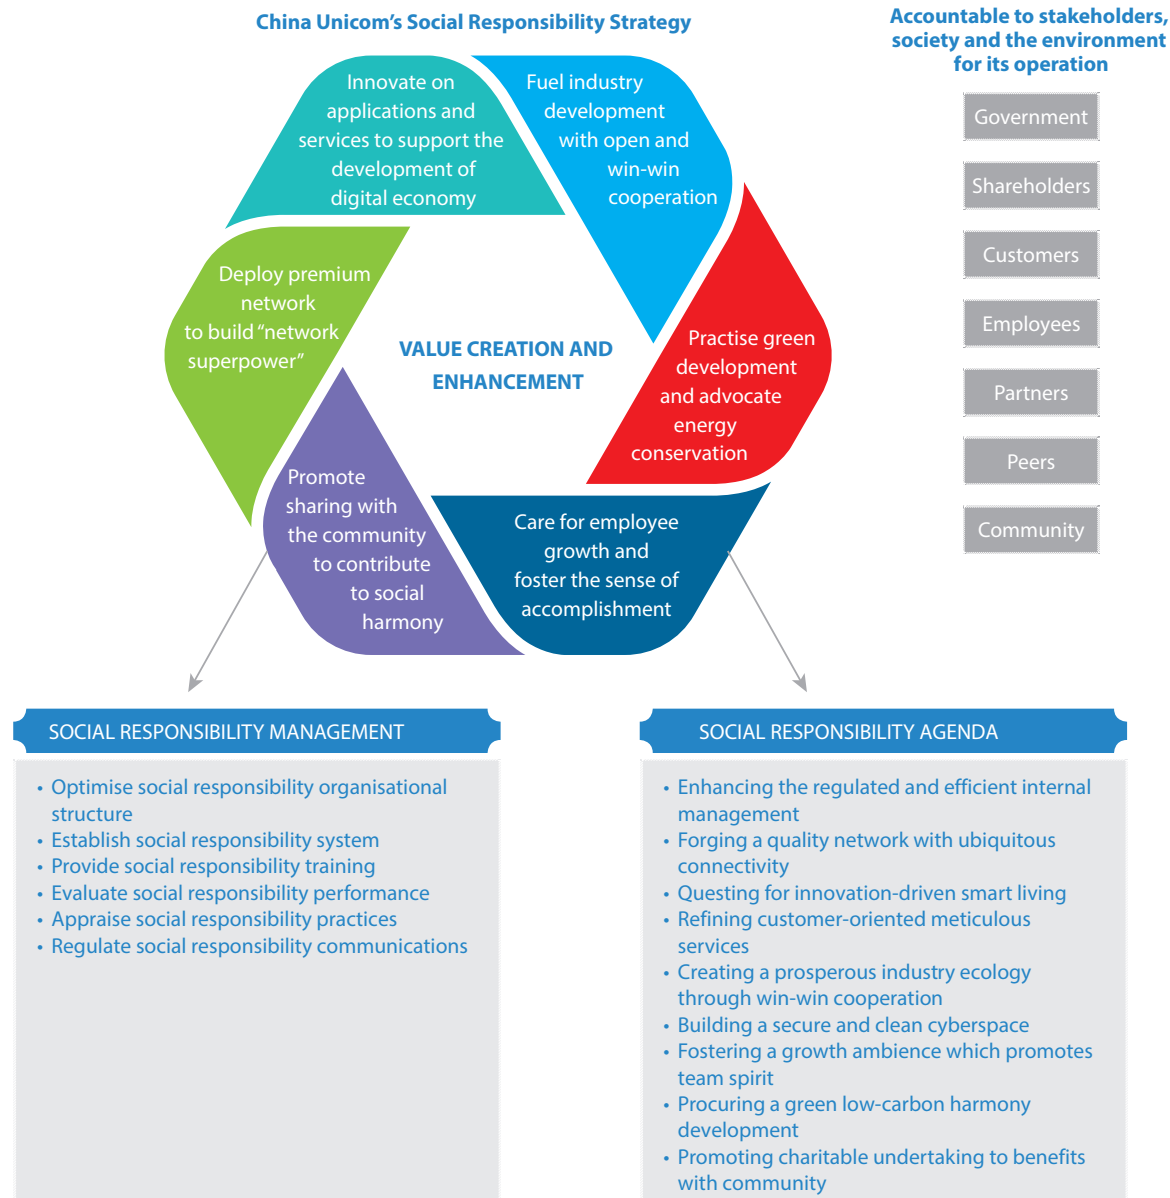 China Unicom’s Social Responsibility Strategy
Innovate on
applications and
services to support the
development of
digital economy
Fuel industry
development
with open and
win-win
cooperation
Deploy premium
network
to build “network
superpower”
VALUE CREATION AND
ENHANCEMENT
Practise green
development
and advocate
energy
conservation
Promote
sharing with
the community
to contribute
to social
harmony
Care for employee
growth and
foster the sense of
accomplishment
Accountable to stakeholders,
society and the environment
for its operation
Government
Shareholders
Customers
Employees
Partners
Peers
Community
SOCIAL RESPONSIBILITY MANAGEMENT
• Optimise social responsibility organisational
structure
• Establish social responsibility system
• Provide social responsibility training
• Evaluate social responsibility performance
• Appraise social responsibility practices
• Regulate social responsibility communications
SOCIAL RESPONSIBILITY AGENDA
• Enhancing the regulated and efficient internal
management
• Forging a quality network with ubiquitous
connectivity
• Questing for innovation-driven smart living
• Refining customer-oriented meticulous
services
• Creating a prosperous industry ecology
through win-win cooperation
• Building a secure and clean cyberspace
• Fostering a growth ambience which promotes
team spirit
• Procuring a green low-carbon harmony
development
• Promoting charitable undertaking to benefits
with community